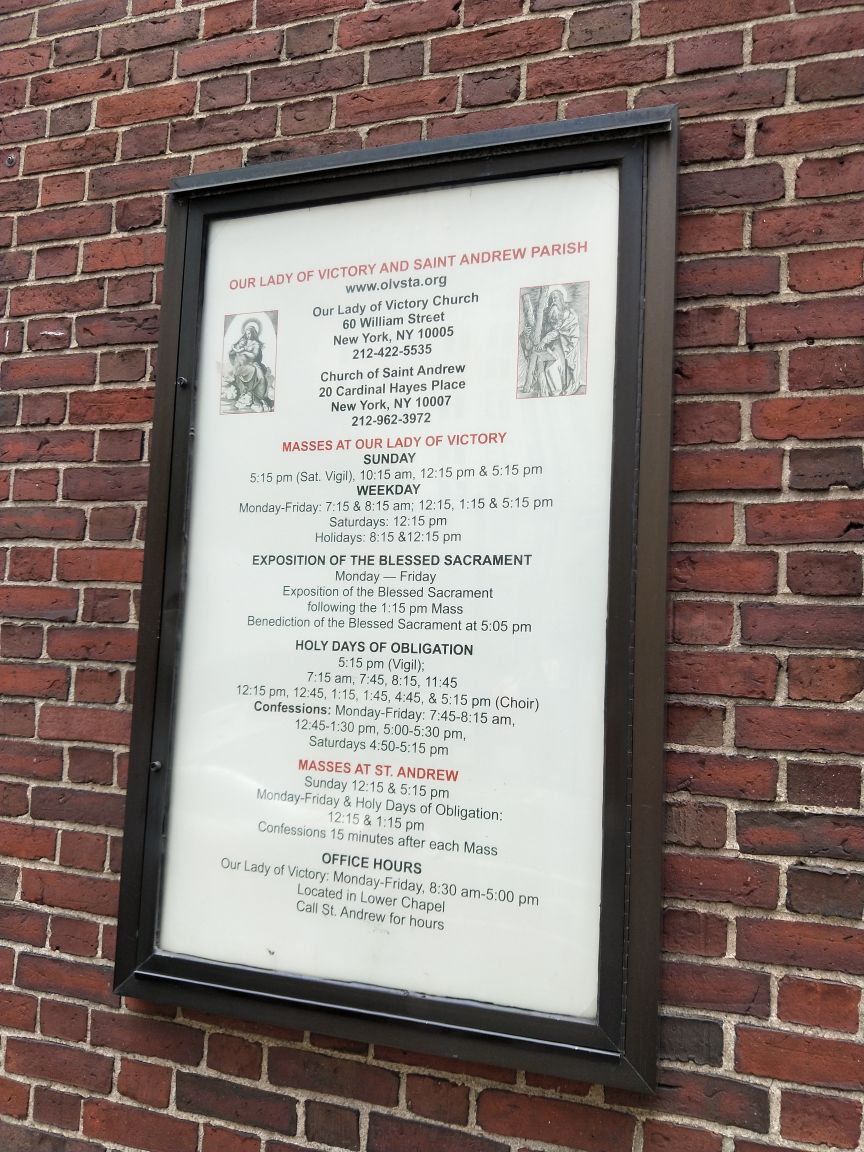 OUR LADY OF VICTORY AND SAINT ANDREW PARISH
www.olvsta.org
Our Lady of Victory Church
60 William Street
New York, NY 10005
212-422-5535
Church of Saint Andrew
20 Cardinal Hayes Place
New York, NY 10007
212-962-3972
MASSES AT OUR LADY OF VICTORY
SUNDAY
5:15 pm (Sat. Vigil), 10:15 am, 12:15 pm & 5:15 pm
WEEKDAY
Monday-Friday: 7:15 & 8:15 am; 12:15, 1:15 & 5:15 pm
Saturdays: 12:15 pm
Holidays: 8:15 &12:15 pm
EXPOSITION OF THE BLESSED SACRAMENT
Monday — Friday
Exposition of the Blessed Sacrament
following the 1:15 pm Mass
Benediction of the Blessed Sacrament at 5:05 pm
HOLY DAYS OF OBLIGATION
5:15 pm (Vigil);
7:15 am, 7:45, 8:15, 11:45
12:15 pm, 12:45, 1:15, 1:45, 4:45, & 5:15 pm (Choir)
Confessions: Monday-Friday: 7:45-8:15 am,
12:45-1:30 pm, 5:00-5:30 pm,
Saturdays 4:50-5:15 pm
MASSES AT ST. ANDREW
Sunday 12:15 & 5:15 pm
Monday-Friday & Holy Days of Obligation:
12:15 & 1:15 pm
Confessions 15 minutes after each Mass
OFFICE HOURS
Our Lady of Victory: Monday-Friday, 8:30 am-5:00 pm
Located in Lower Chapel
Call St. Andrew for hours